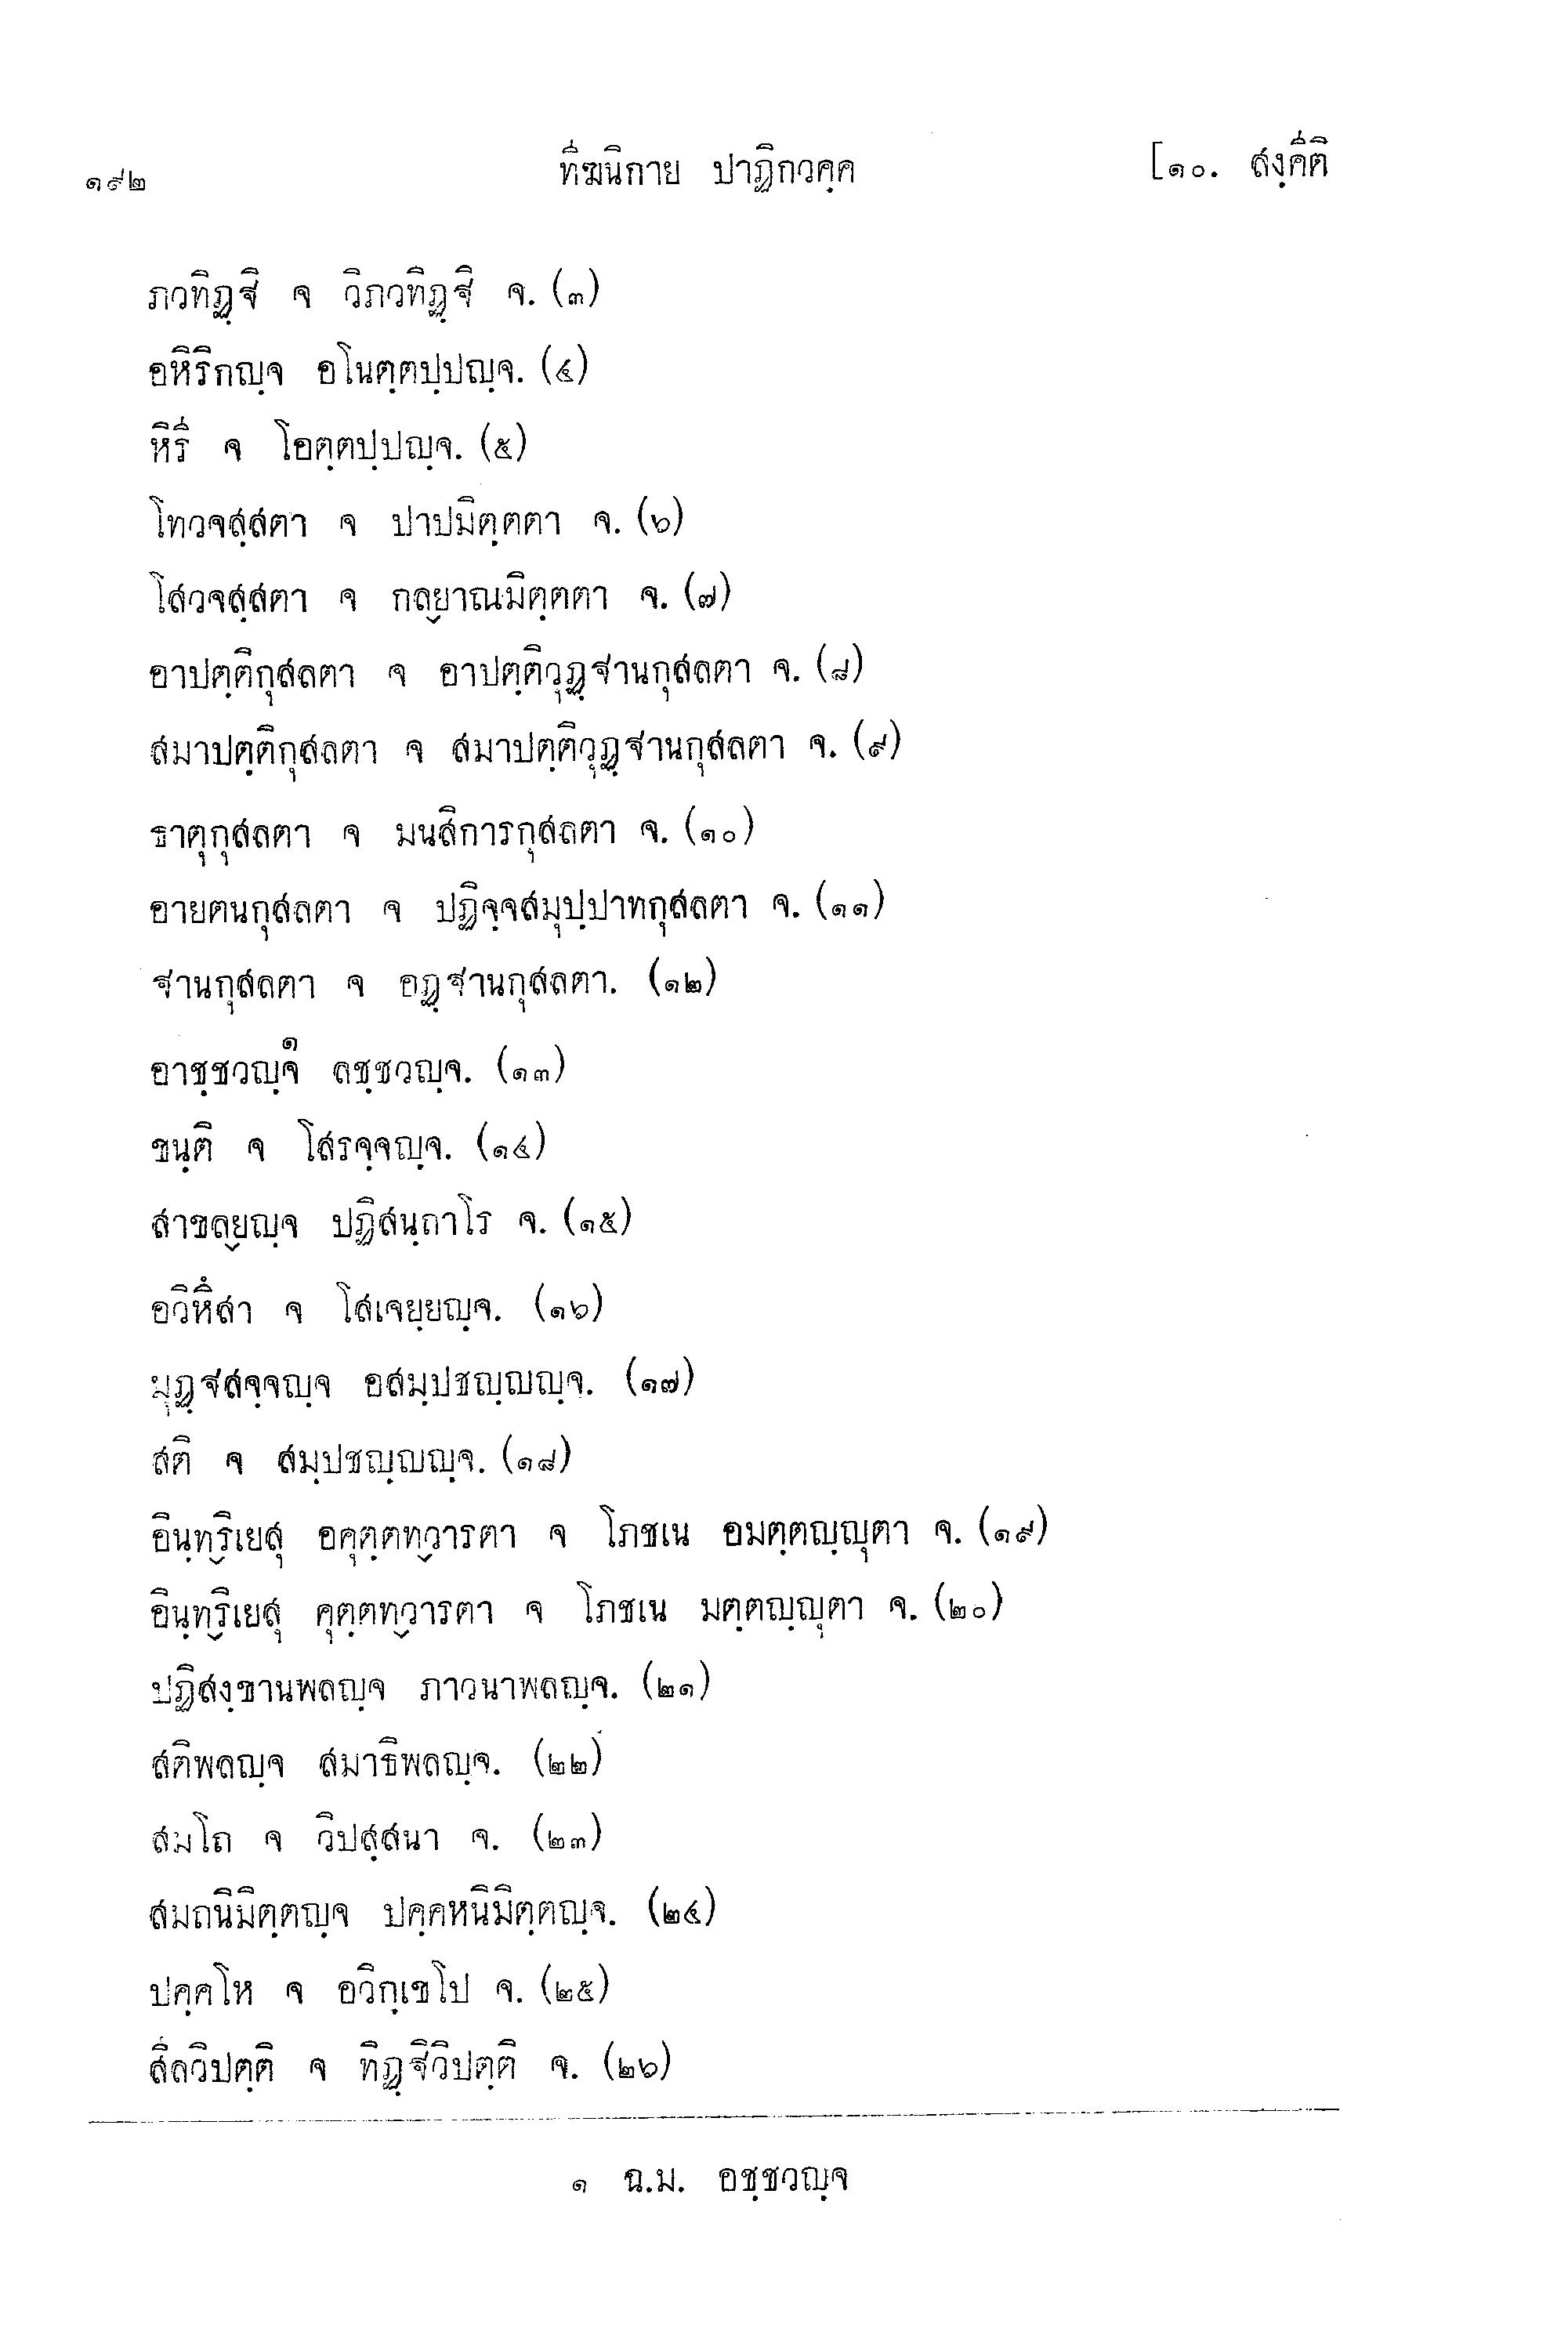 ๑๙๒ ทีฆนิกาย ปาฏิกวคฺค [๑๐. สงฺคีติ
ภวทิฏฺฐิ จ วิภวทิฏฺฐิ จ. (๓)
อหิริกญฺจ อโนตฺตปฺปญฺจ. (๔)
หิรี จ โอตฺตปฺปญฺจ. (๕)
โทวจสฺสตา จ ปาปมิตฺตตา จ. (๖)
โสวจสฺสตา จ กลฺยาณมิตฺตตา จ. (๗)
อาปตฺติกุสลตา จ อาปตฺติวุฏฺฐานกุสลตา จ. (๘)
สมาปตฺติกุสลตา จ สมาปตฺติวุฏฺฐานกุสลตา จ. (๙)
ธาตุกุสลตา จ มนสิการกุสลตา จ. (๑๐)
อายตนกุสลตา จ ปฏิจฺจสมุปฺปาทกุสลตา จ. (๑๑)
ฐานกุสลตา จ อฏฺฐานกุสลตา. (๑๒)
อาชฺชวญฺจ๑ ลชฺชวญฺจ. (๑๓)
ขนฺติ จ โสรจฺจญฺจ. (๑๔)
สาขลฺยญฺจ ปฏิสนฺถาโร จ. (๑๕)
อวิหึสา จ โสเจยฺยญฺจ. (๑๖)
มุฏฺฐสจฺจญฺจ อสมฺปชญฺญญฺจ. (๑๗)
สติ จ สมฺปชญฺญญฺจ. (๑๘)
อินฺทฺริเยสุ อคุตฺตทฺวารตา จ โภชเน อมตฺตญฺญุตา จ. (๑๙)
อินฺทฺริเยสุ คุตฺตทฺวารตา จ โภชเน มตฺตญฺญุตา จ. (๒๐)
ปฏิสงฺขานพลญฺจ ภาวนาพลญฺจ. (๒๑)
สติพลญฺจ สมาธิพลญฺจ. (๒๒)
สมโถ จ วิปสฺสนา จ. (๒๓)
สมถนิมิตฺตญฺจ ปคฺคหนิมิตฺตญฺจ. (๒๔)
ปคฺคโห จ อวิกฺเขโป จ. (๒๕)
สีลวิปตฺติ จ ทิฏฺฐิวิปตฺติ จ. (๒๖)
๑ ฉ.ม. อชฺชวญฺจ